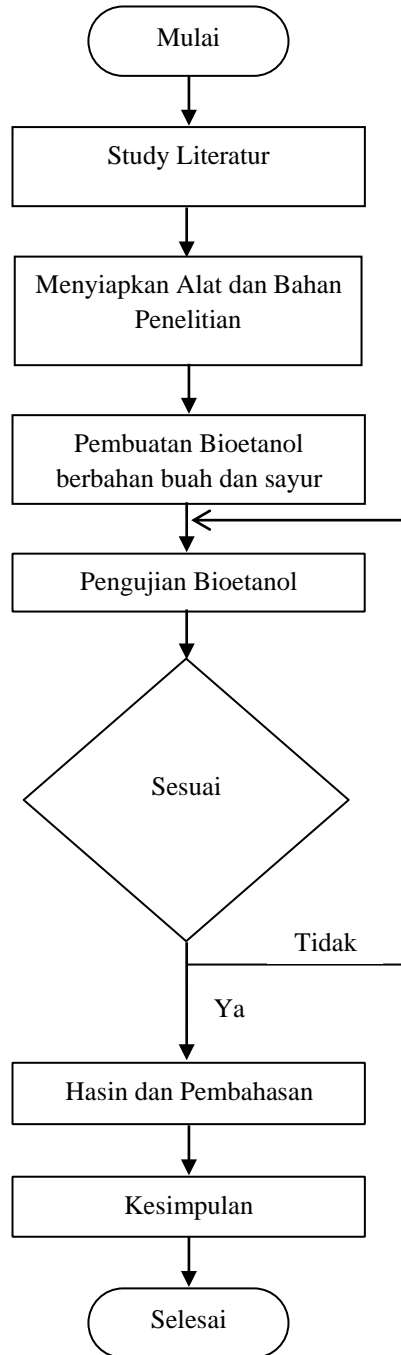 Mulai
Study Literatur
Menyiapkan Alat dan Bahan
Penelitian
Pembuatan Bioetanol
berbahan buah dan sayur
Pengujian Bioetanol
Sesuai
Tidak
Ya
Hasin dan Pembahasan
Kesimpulan
Selesai